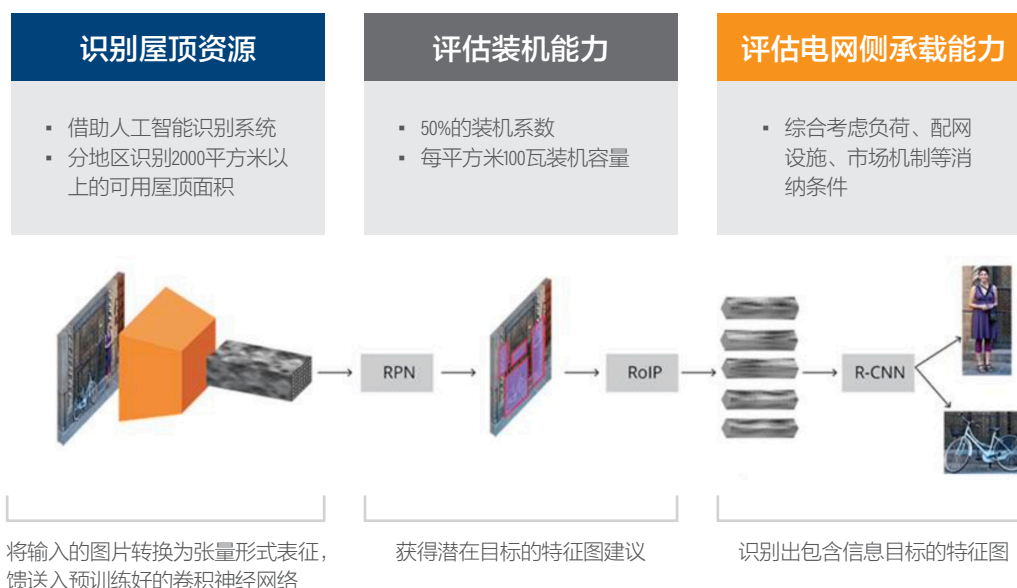 识别屋顶资源
▪ 借助人工智能识别系统
▪ 分地区识别2000平方米以
上的可用屋顶面积
评估装机能力
▪ 50%的装机系数
▪ 每平方米100瓦装机容量
评估电网侧承载能力
▪ 综合考虑负荷、配网
设施、市场机制等消
纳条件
RPN
RoIP
R-CNN
将输入的图片转换为张量形式表征，
馈送入预训练好的卷积神经网络
获得潜在目标的特征图建议
识别出包含信息目标的特征图